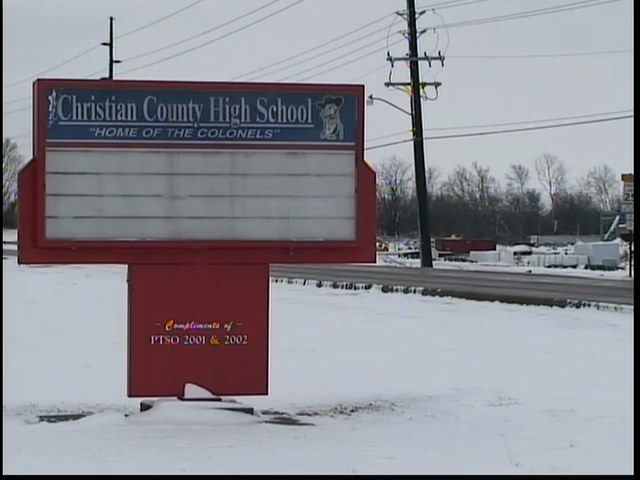 Christian County High School
"HOME OF THE COLONELS"
~ Compliments of ~
PTSO 2001 & 2002